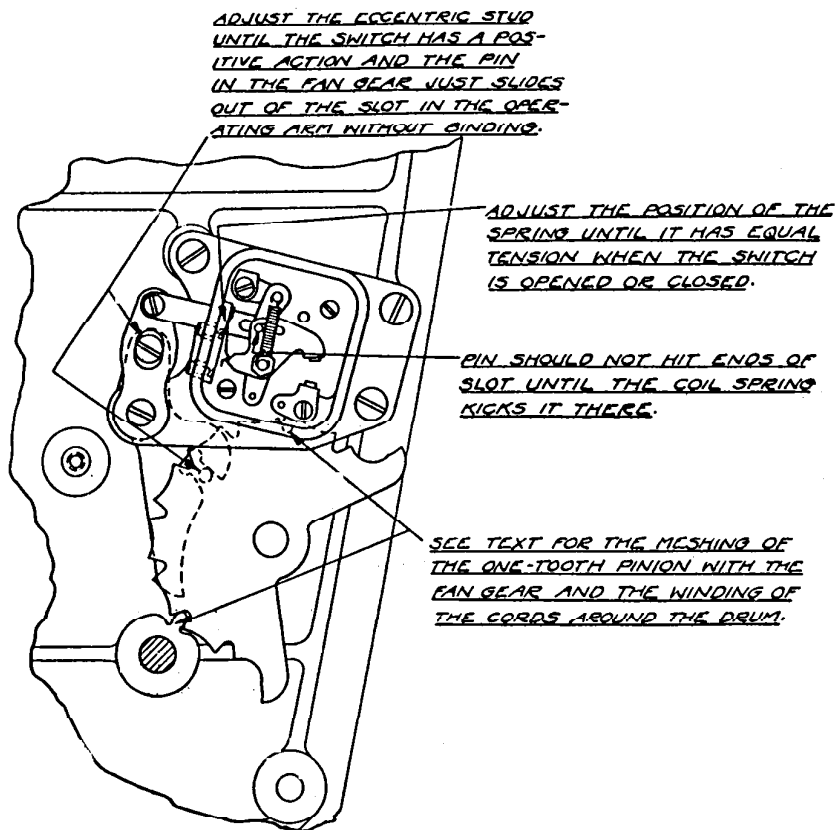 ADJUST THE ECCENTRIC STUD
UNTIL THE SWITCH HAS A POS-
ITIVE ACTION AND THE PIN
IN THE FAN GEAR JUST SLIDES
OUT OF THE SLOT IN THE OPER-
ATING ARM WITHOUT BINDING.
ADJUST THE POSITION OF THE
SPRING UNTIL IT HAS EQUAL
TENSION WHEN THE SWITCH
IS OPENED OR CLOSED.
PIN SHOULD NOT HIT ENDS OF
SLOT UNTIL THE COIL SPRING
KICKS IT THERE.
SEE TEXT FOR THE MESHING OF
THE ONE-TOOTH PINION WITH THE
FAN GEAR AND THE WINDING OF
THE CORDS AROUND THE DRUM.